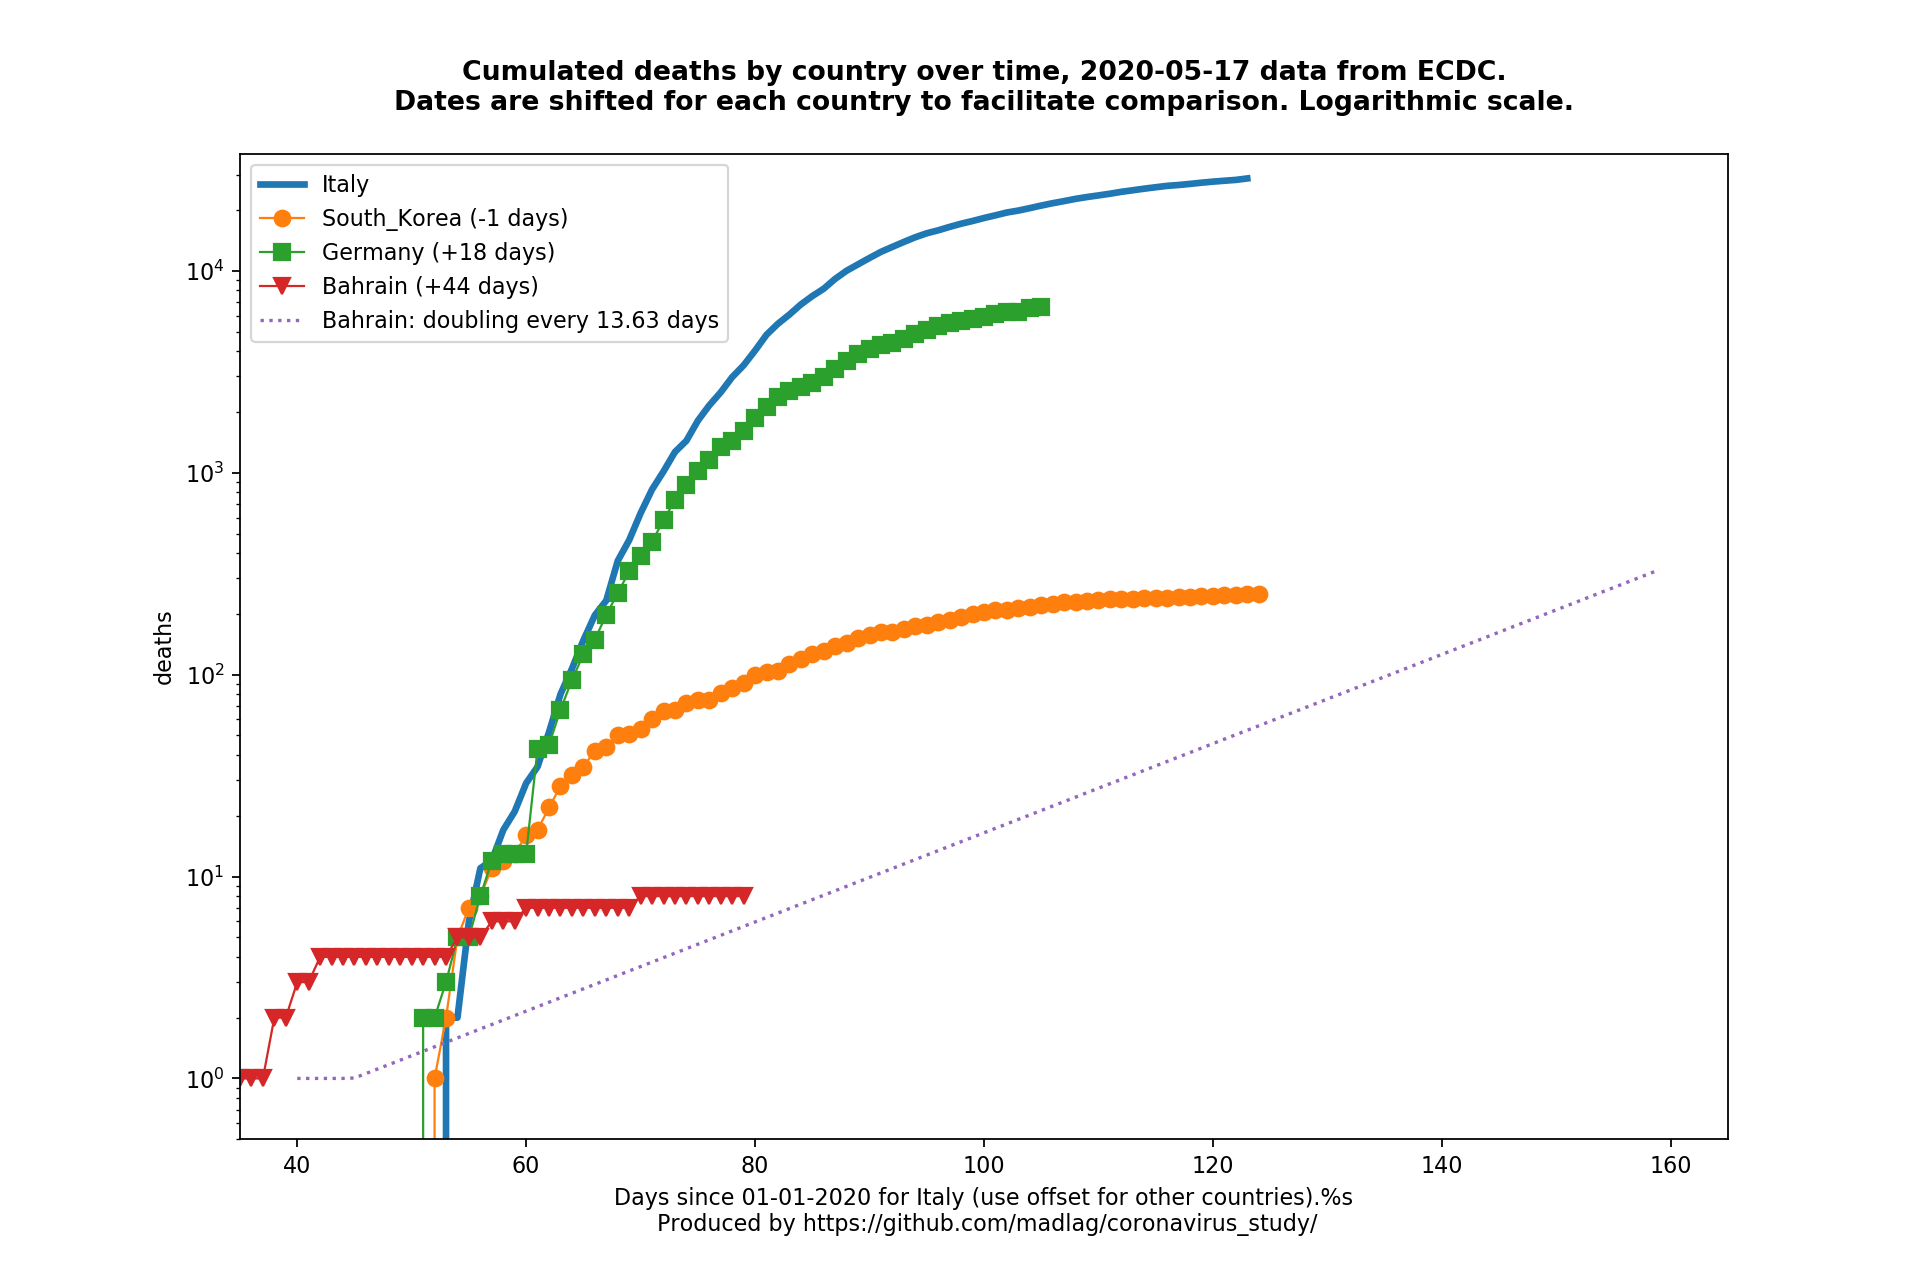 Cumulated deaths by country over time, 2020-05-17 data from ECDC.
Dates are shifted for each country to facilitate comparison. Logarithmic scale.
Italy
South_Korea (-1 days)
Germany (+18 days)
Bahrain (+44 days)
Bahrain: doubling every 13.63 days
10⁴
10³
10²
10¹
10⁰
deaths
40 60 80 100 120 140 160
Days since 01-01-2020 for Italy (use offset for other countries).%s
Produced by https://github.com/madlag/coronavirus_study/